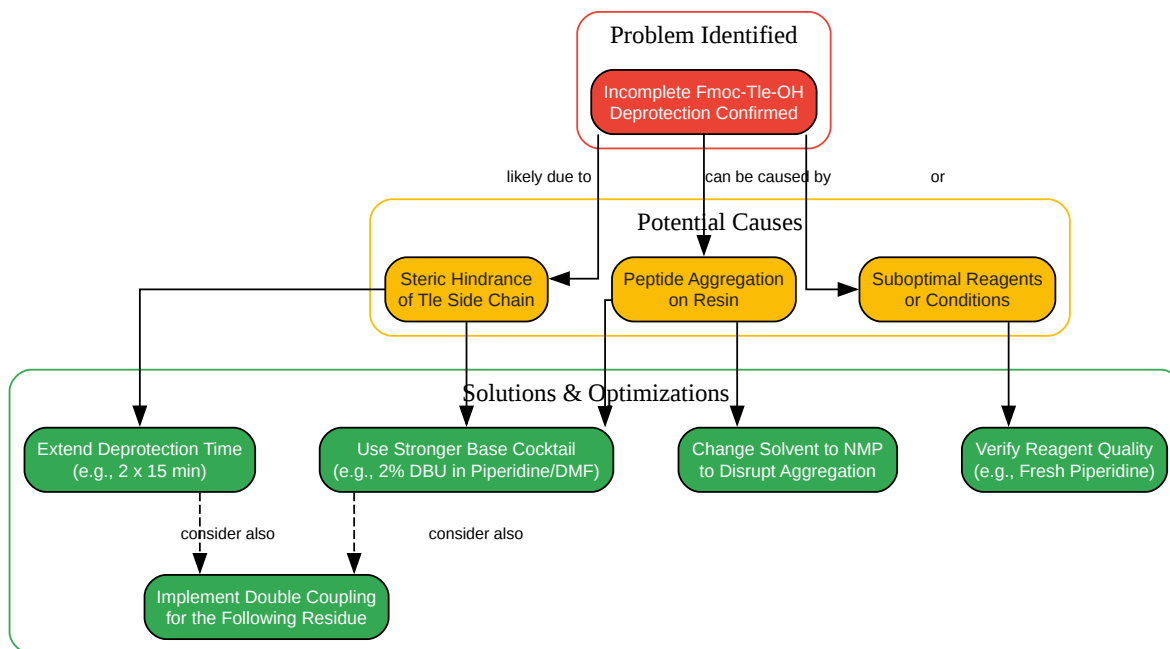 Problem Identified
Incomplete Fmoc-Tle-OH
Deprotection Confirmed
likely due to
can be caused by
or
Potential Causes
Steric Hindrance
of Tle Side Chain
Peptide Aggregation
on Resin
Suboptimal Reagents
or Conditions
Solutions & Optimizations
Extend Deprotection Time
(e.g., 2 x 15 min)
Use Stronger Base Cocktail
(e.g., 2% DBU in Piperidine/DMF)
Change Solvent to NMP
to Disrupt Aggregation
Verify Reagent Quality
(e.g., Fresh Piperidine)
consider also
consider also
Implement Double Coupling
for the Following Residue